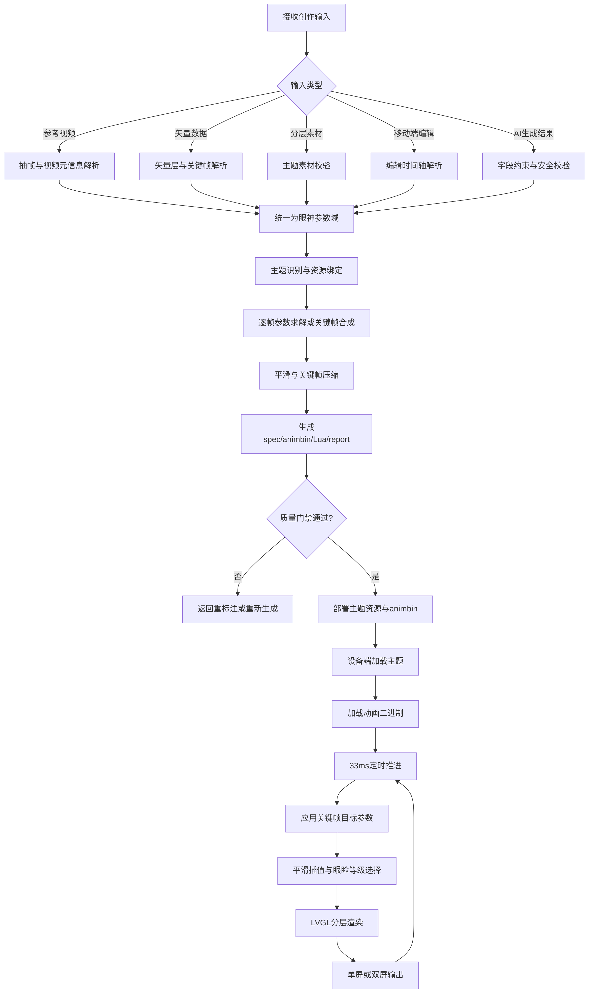 接收创作输入
输入类型
参考视频
矢量数据
分层素材
移动端编辑
AI生成结果
抽帧与视频元信息解析
矢量层与关键帧解析
主题素材校验
编辑时间轴解析
字段约束与安全校验
统一为眼神参数域
主题识别与资源绑定
逐帧参数求解或关键帧合成
平滑与关键帧压缩
生成
spec/animbin/Lua/report
质量门禁通过?
否
是
返回重标注或重新生成
部署主题资源与animbin
设备端加载主题
加载动画二进制
33ms定时推进
应用关键帧目标参数
平滑插值与眼睑等级选择
LVGL分层渲染
单屏或双屏输出